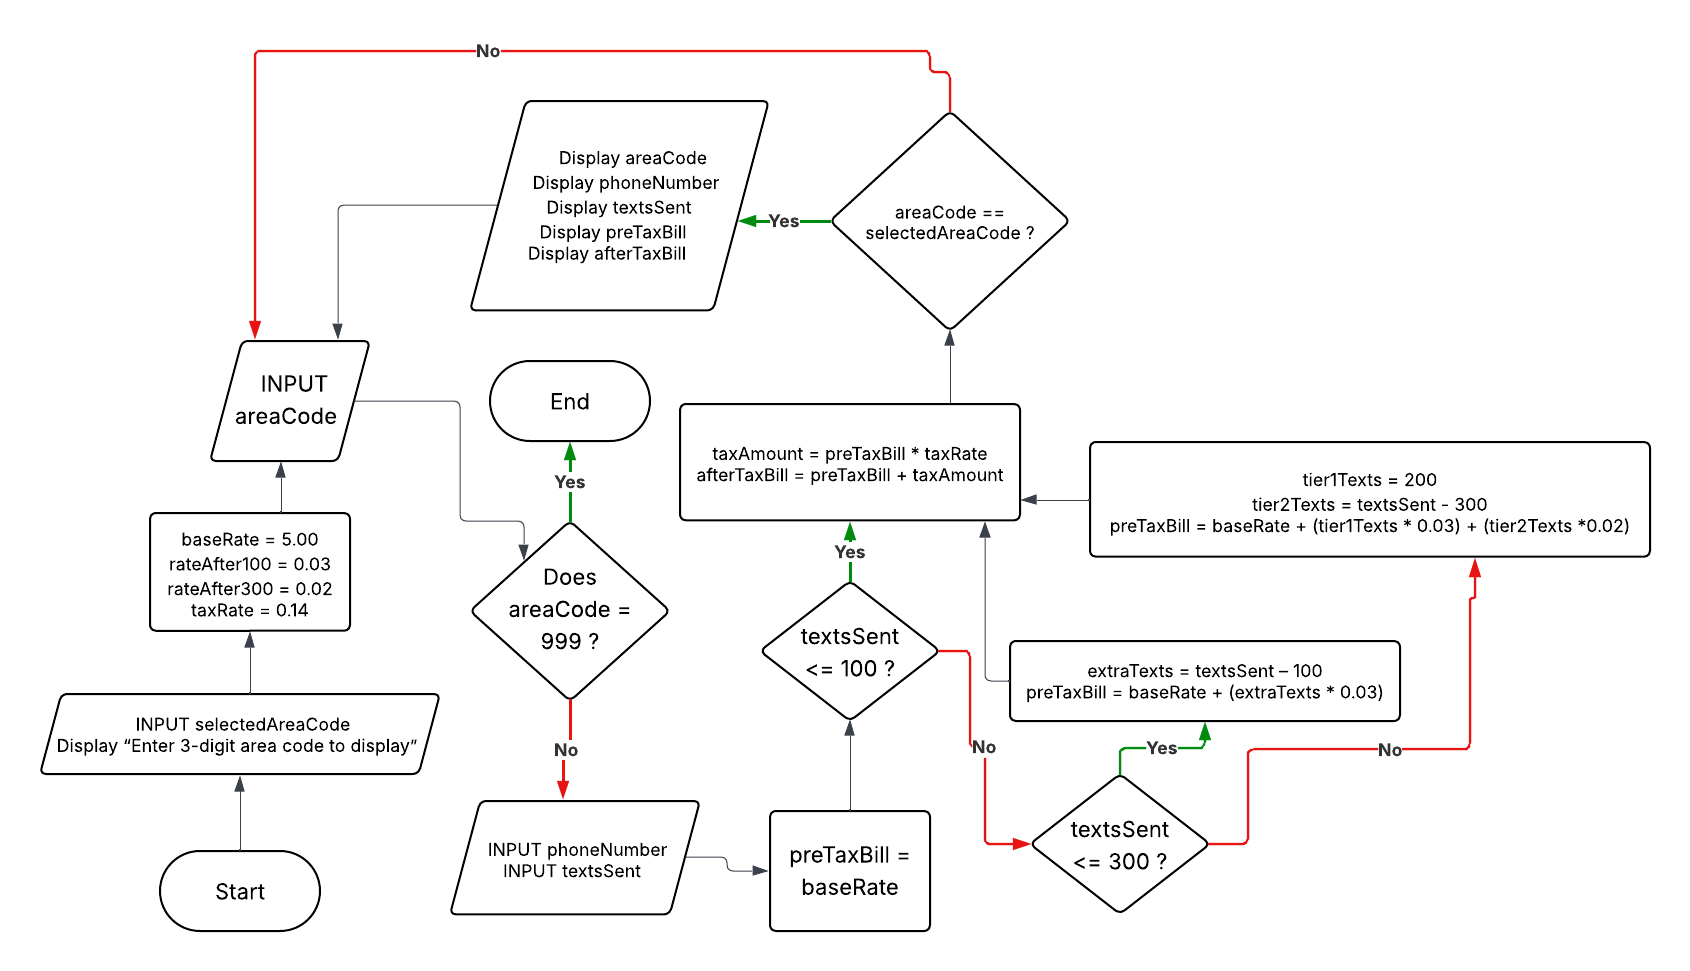 No
Display areaCode
Display phoneNumber
Display textsSent
Display preTaxBill
Display afterTaxBill
Yes
areaCode ==
selectedAreaCode ?
INPUT
areaCode
End
Yes
taxAmount = preTaxBill * taxRate
afterTaxBill = preTaxBill + taxAmount
tier1Texts = 200
tier2Texts = textsSent - 300
preTaxBill = baseRate + (tier1Texts * 0.03) + (tier2Texts *0.02)
baseRate = 5.00
rateAfter100 = 0.03
rateAfter300 = 0.02
taxRate = 0.14
Does
areaCode =
999 ?
Yes
textsSent
<= 100 ?
extraTexts = textsSent – 100
preTaxBill = baseRate + (extraTexts * 0.03)
INPUT selectedAreaCode
Display “Enter 3-digit area code to display”
No
No
Yes
No
textsSent
<= 300 ?
INPUT phoneNumber
INPUT textsSent
preTaxBill =
baseRate
Start